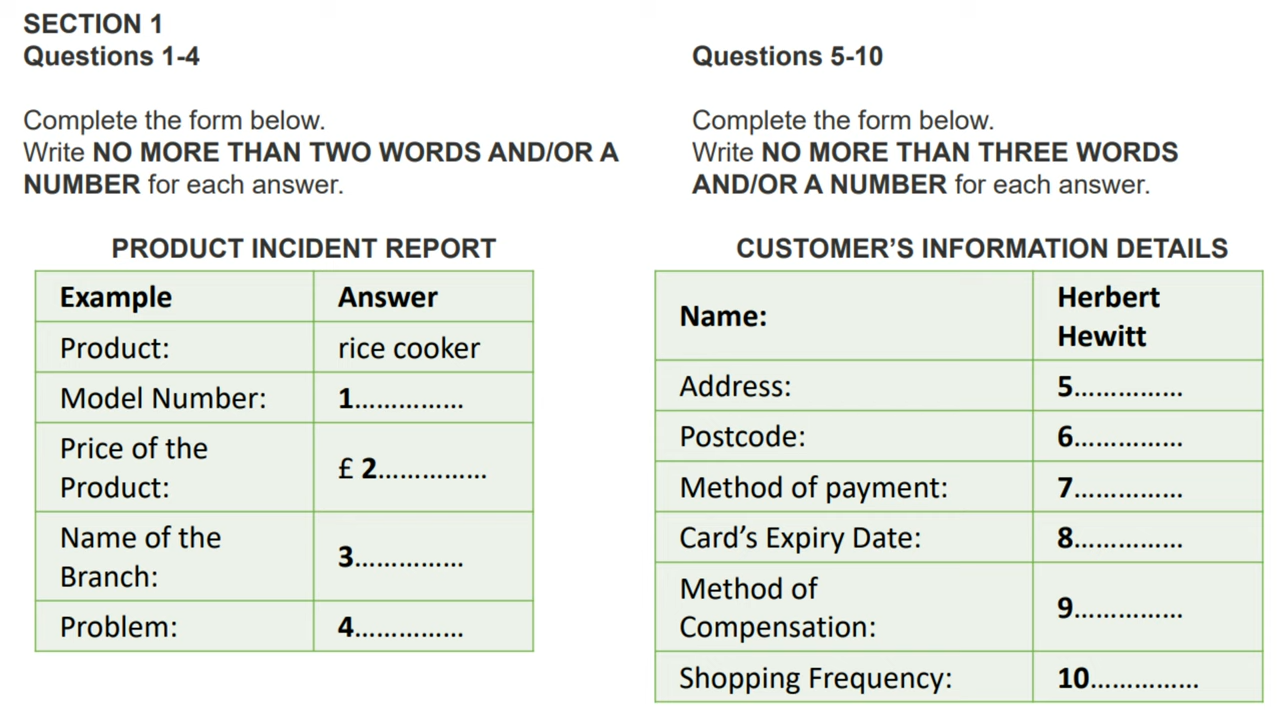 SECTION 1
Questions 1-4
Complete the form below.
Write NO MORE THAN TWO WORDS AND/OR A
NUMBER for each answer.
PRODUCT INCIDENT REPORT
Example Answer
Product: rice cooker
Model Number: 1...............
Price of the
Product: £ 2...............
Name of the
Branch: 3...............
Problem: 4...............
Questions 5-10
Complete the form below.
Write NO MORE THAN THREE WORDS
AND/OR A NUMBER for each answer.
CUSTOMER’S INFORMATION DETAILS
Name: Herbert
Hewitt
Address: 5...............
Postcode: 6...............
Method of payment: 7...............
Card’s Expiry Date: 8...............
Method of
Compensation: 9...............
Shopping Frequency: 10...............